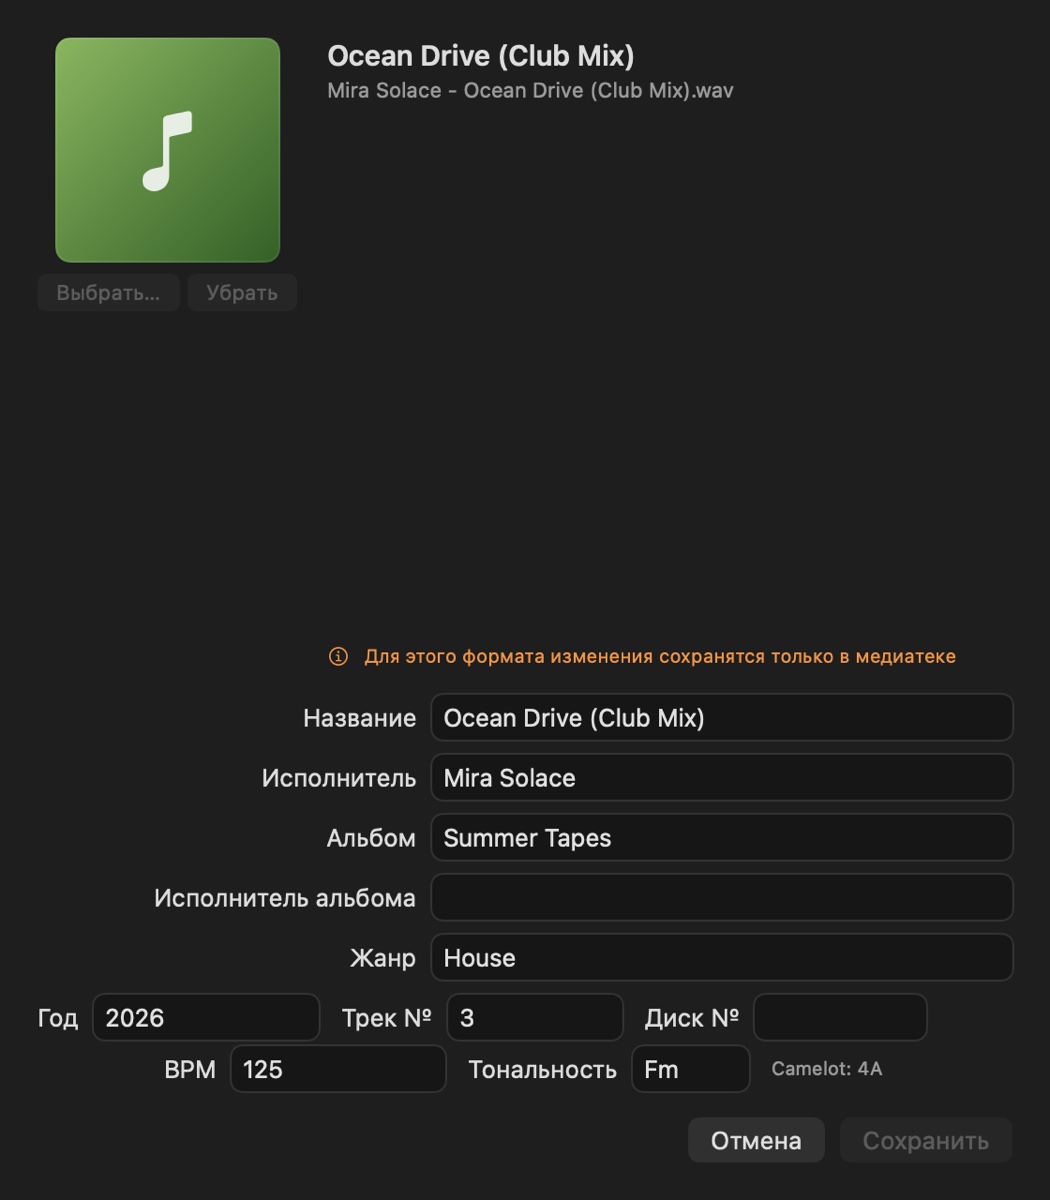 Ocean Drive (Club Mix)
Mira Solace - Ocean Drive (Club Mix).wav
Выбрать... Убрать
Для этого формата изменения сохранятся только в медиатеке
Название Ocean Drive (Club Mix)
Исполнитель Mira Solace
Альбом Summer Tapes
Исполнитель альбома
Жанр House
Год 2026 Трек № 3 Диск №
BPM 125 Тональность Fm Camelot: 4A
Отмена Сохранить